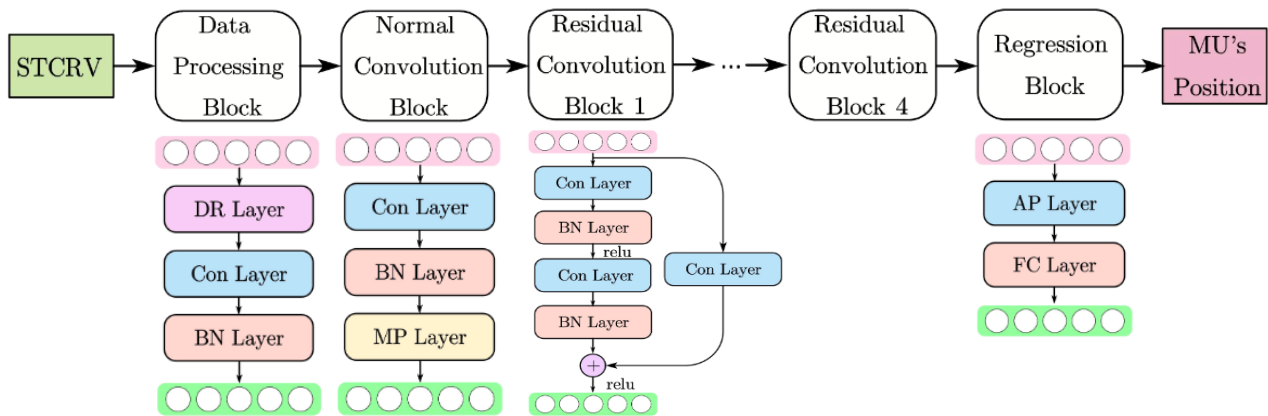 STCRV
Data
Processing
Block
Normal
Convolution
Block
Residual
Convolution
Block 1
...
Residual
Convolution
Block 4
Regression
Block
MU's
Position
DR Layer
Con Layer
BN Layer
Con Layer
BN Layer
MP Layer
Con Layer
BN Layer
relu
Con Layer
BN Layer
Con Layer
+
relu
AP Layer
FC Layer